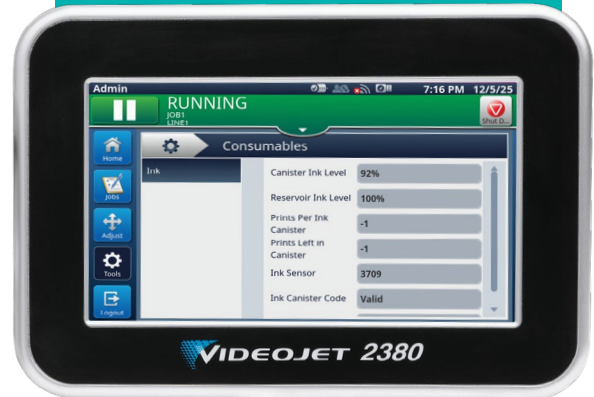 Admin
7:16 PM 12/5/25
RUNNING
JOB1
LINE1
Shut D...
Home
Consumables
Ink
Canister Ink Level 92%
Jobs
Reservoir Ink Level 100%
Prints Per Ink
Canister
-1
Adjust
Prints Left in
Canister
-1
Tools
Ink Sensor 3709
Ink Canister Code Valid
Logout
VIDEOJET 2380